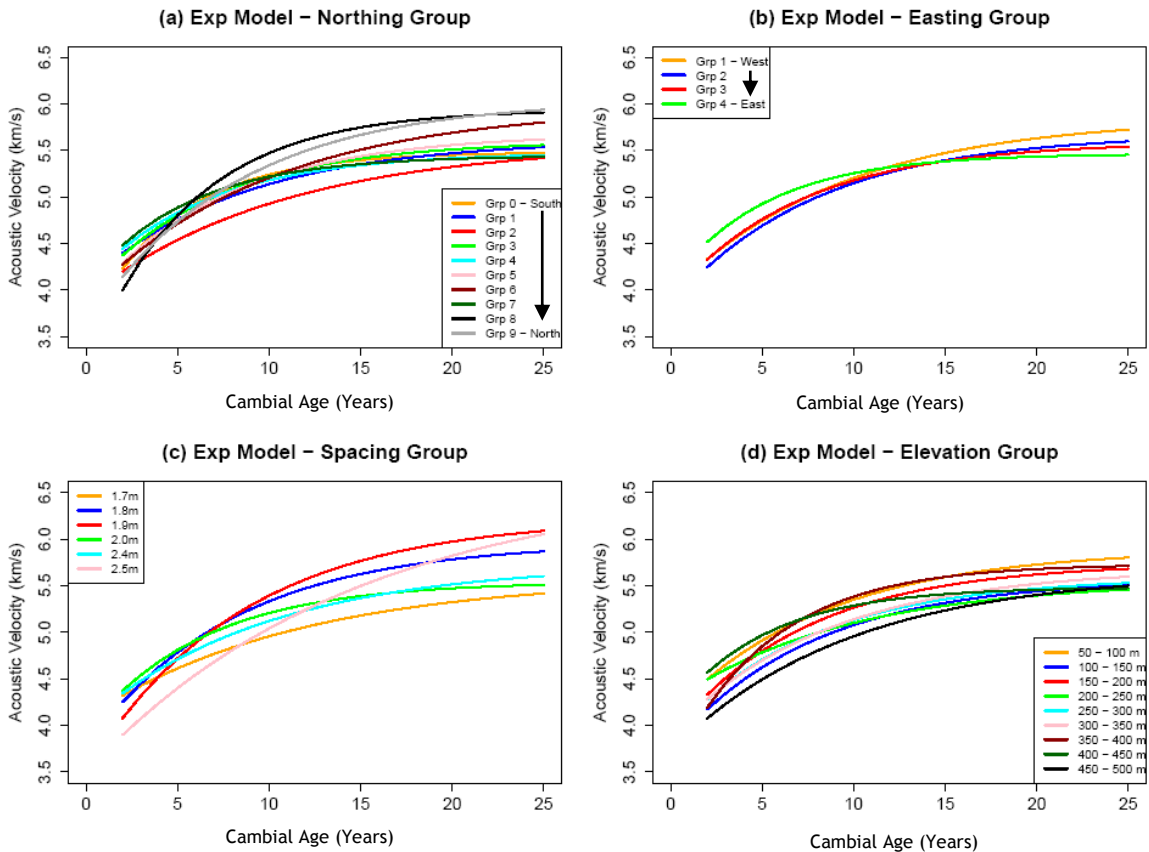 (a) Exp Model − Northing Group
Acoustic Velocity (km/s)
6.5
6.0
5.5
5.0
4.5
4.0
3.5
Grp 0 − South
Grp 1
Grp 2
Grp 3
Grp 4
Grp 5
Grp 6
Grp 7
Grp 8
Grp 9 − North
0 5 10 15 20 25
Cambial Age (Years)
(b) Exp Model − Easting Group
Acoustic Velocity (km/s)
6.5
6.0
5.5
5.0
4.5
4.0
3.5
Grp 1 − West
Grp 2
Grp 3
Grp 4 − East
0 5 10 15 20 25
Cambial Age (Years)
(c) Exp Model − Spacing Group
Acoustic Velocity (km/s)
6.5
6.0
5.5
5.0
4.5
4.0
3.5
1.7m
1.8m
1.9m
2.0m
2.4m
2.5m
0 5 10 15 20 25
Cambial Age (Years)
(d) Exp Model − Elevation Group
Acoustic Velocity (km/s)
6.5
6.0
5.5
5.0
4.5
4.0
3.5
50 − 100 m
100 − 150 m
150 − 200 m
200 − 250 m
250 − 300 m
300 − 350 m
350 − 400 m
400 − 450 m
450 − 500 m
0 5 10 15 20 25
Cambial Age (Years)